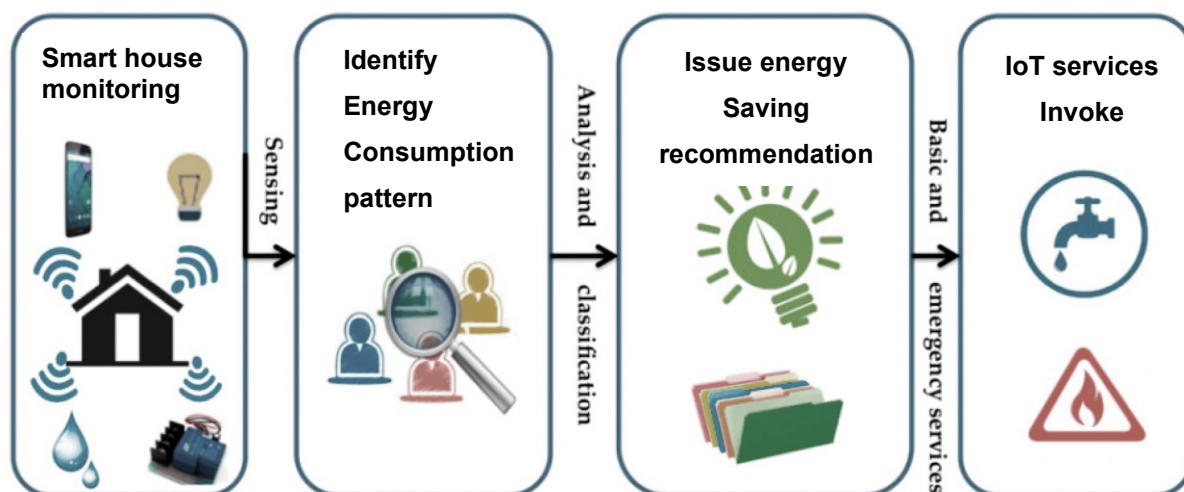 Smart house
monitoring
Sensing
Identify
Energy
Consumption
pattern
Analysis and
classification
Issue energy
Saving
recommendation
Basic and
emergency services
IoT services
Invoke